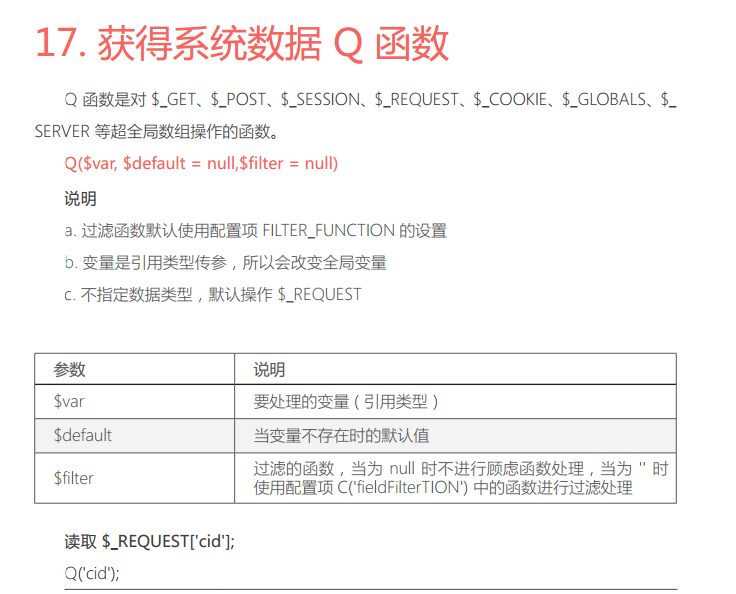 17. 获得系统数据 Q 函数
Q 函数是对 $_GET、$_POST、$_SESSION、$_REQUEST、$_COOKIE、$_GLOBALS、$_
SERVER 等超全局数组操作的函数。
Q($var, $default = null,$filter = null)
说明
a. 过滤函数默认使用配置项 FILTER_FUNCTION 的设置
b. 变量是引用类型传参，所以会改变全局变量
c. 不指定数据类型，默认操作 $_REQUEST
参数 说明
$var 要处理的变量（引用类型）
$default 当变量不存在时的默认值
$filter 过滤的函数，当为 null 时不进行顾虑函数处理，当为 '' 时
使用配置项 C('fieldFilterTION') 中的函数进行过滤处理
读取 $_REQUEST['cid'];
Q('cid');